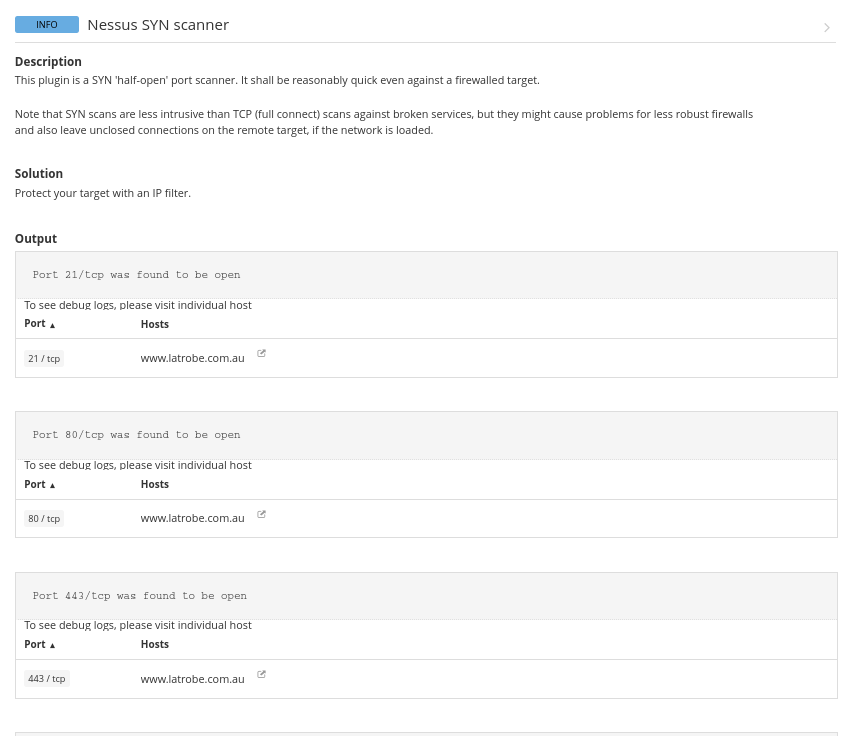 INFO Nessus SYN scanner
Description
This plugin is a SYN 'half-open' port scanner. It shall be reasonably quick even against a firewalled target.
Note that SYN scans are less intrusive than TCP (full connect) scans against broken services, but they might cause problems for less robust firewalls
and also leave unclosed connections on the remote target, if the network is loaded.
Solution
Protect your target with an IP filter.
Output
Port 21/tcp was found to be open
To see debug logs, please visit individual host
Port ▲ Hosts
21 / tcp www.latrobe.com.au
Port 80/tcp was found to be open
To see debug logs, please visit individual host
Port ▲ Hosts
80 / tcp www.latrobe.com.au
Port 443/tcp was found to be open
To see debug logs, please visit individual host
Port ▲ Hosts
443 / tcp www.latrobe.com.au